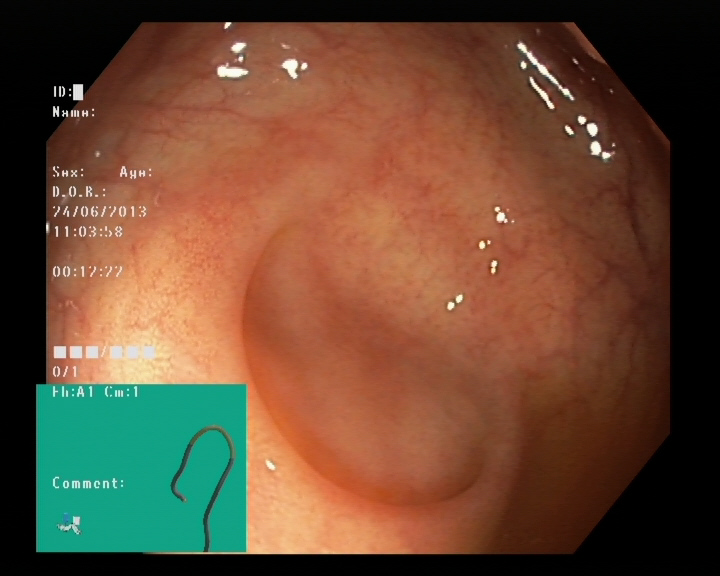 ID:
Name:
Sex: Age:
D.O.B.:
24/06/2013
11:03:58
00:12:22
0/1
Eh:A1 Cm:1
Comment: